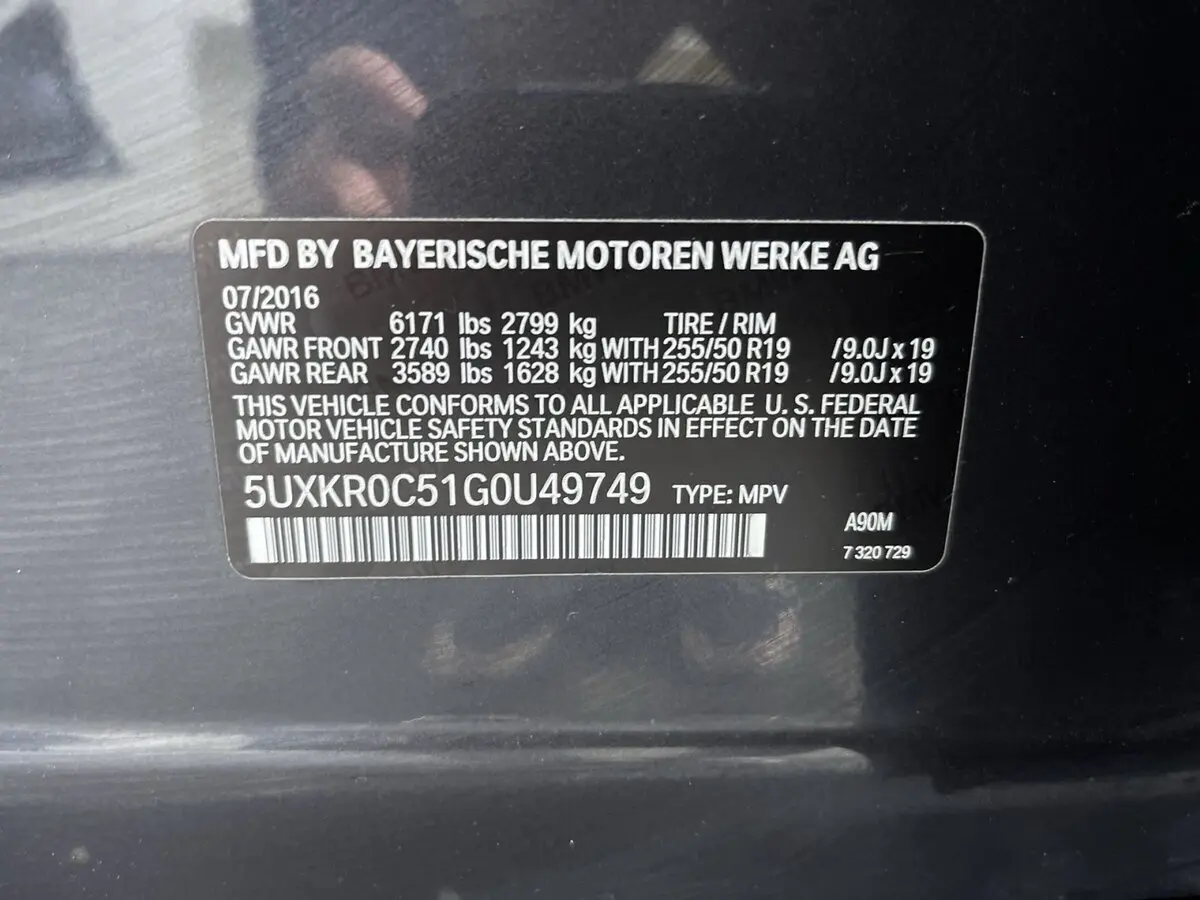 MFD BY BAYERISCHE MOTOREN WERKE AG
07/2016
GVWR 6171 lbs 2799 kg TIRE / RIM
GAWR FRONT 2740 lbs 1243 kg WITH 255/50 R19 /9.0J x 19
GAWR REAR 3589 lbs 1628 kg WITH 255/50 R19 /9.0J x 19
THIS VEHICLE CONFORMS TO ALL APPLICABLE U. S. FEDERAL
MOTOR VEHICLE SAFETY STANDARDS IN EFFECT ON THE DATE
OF MANUFACTURE SHOWN ABOVE.
5UXKR0C51G0U49749 TYPE: MPV
A90M
7 320 729